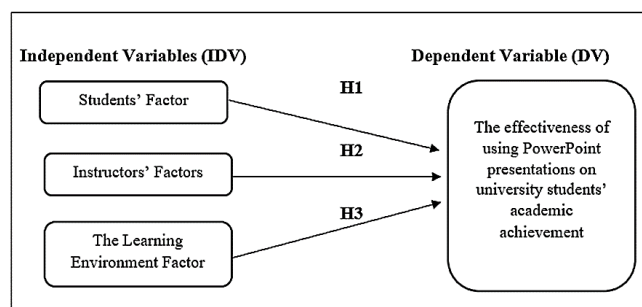 Independent Variables (IDV)
Dependent Variable (DV)
Students’ Factor
H1
Instructors’ Factors
H2
The Learning
Environment Factor
H3
The effectiveness of
using PowerPoint
presentations on
university students’
academic
achievement